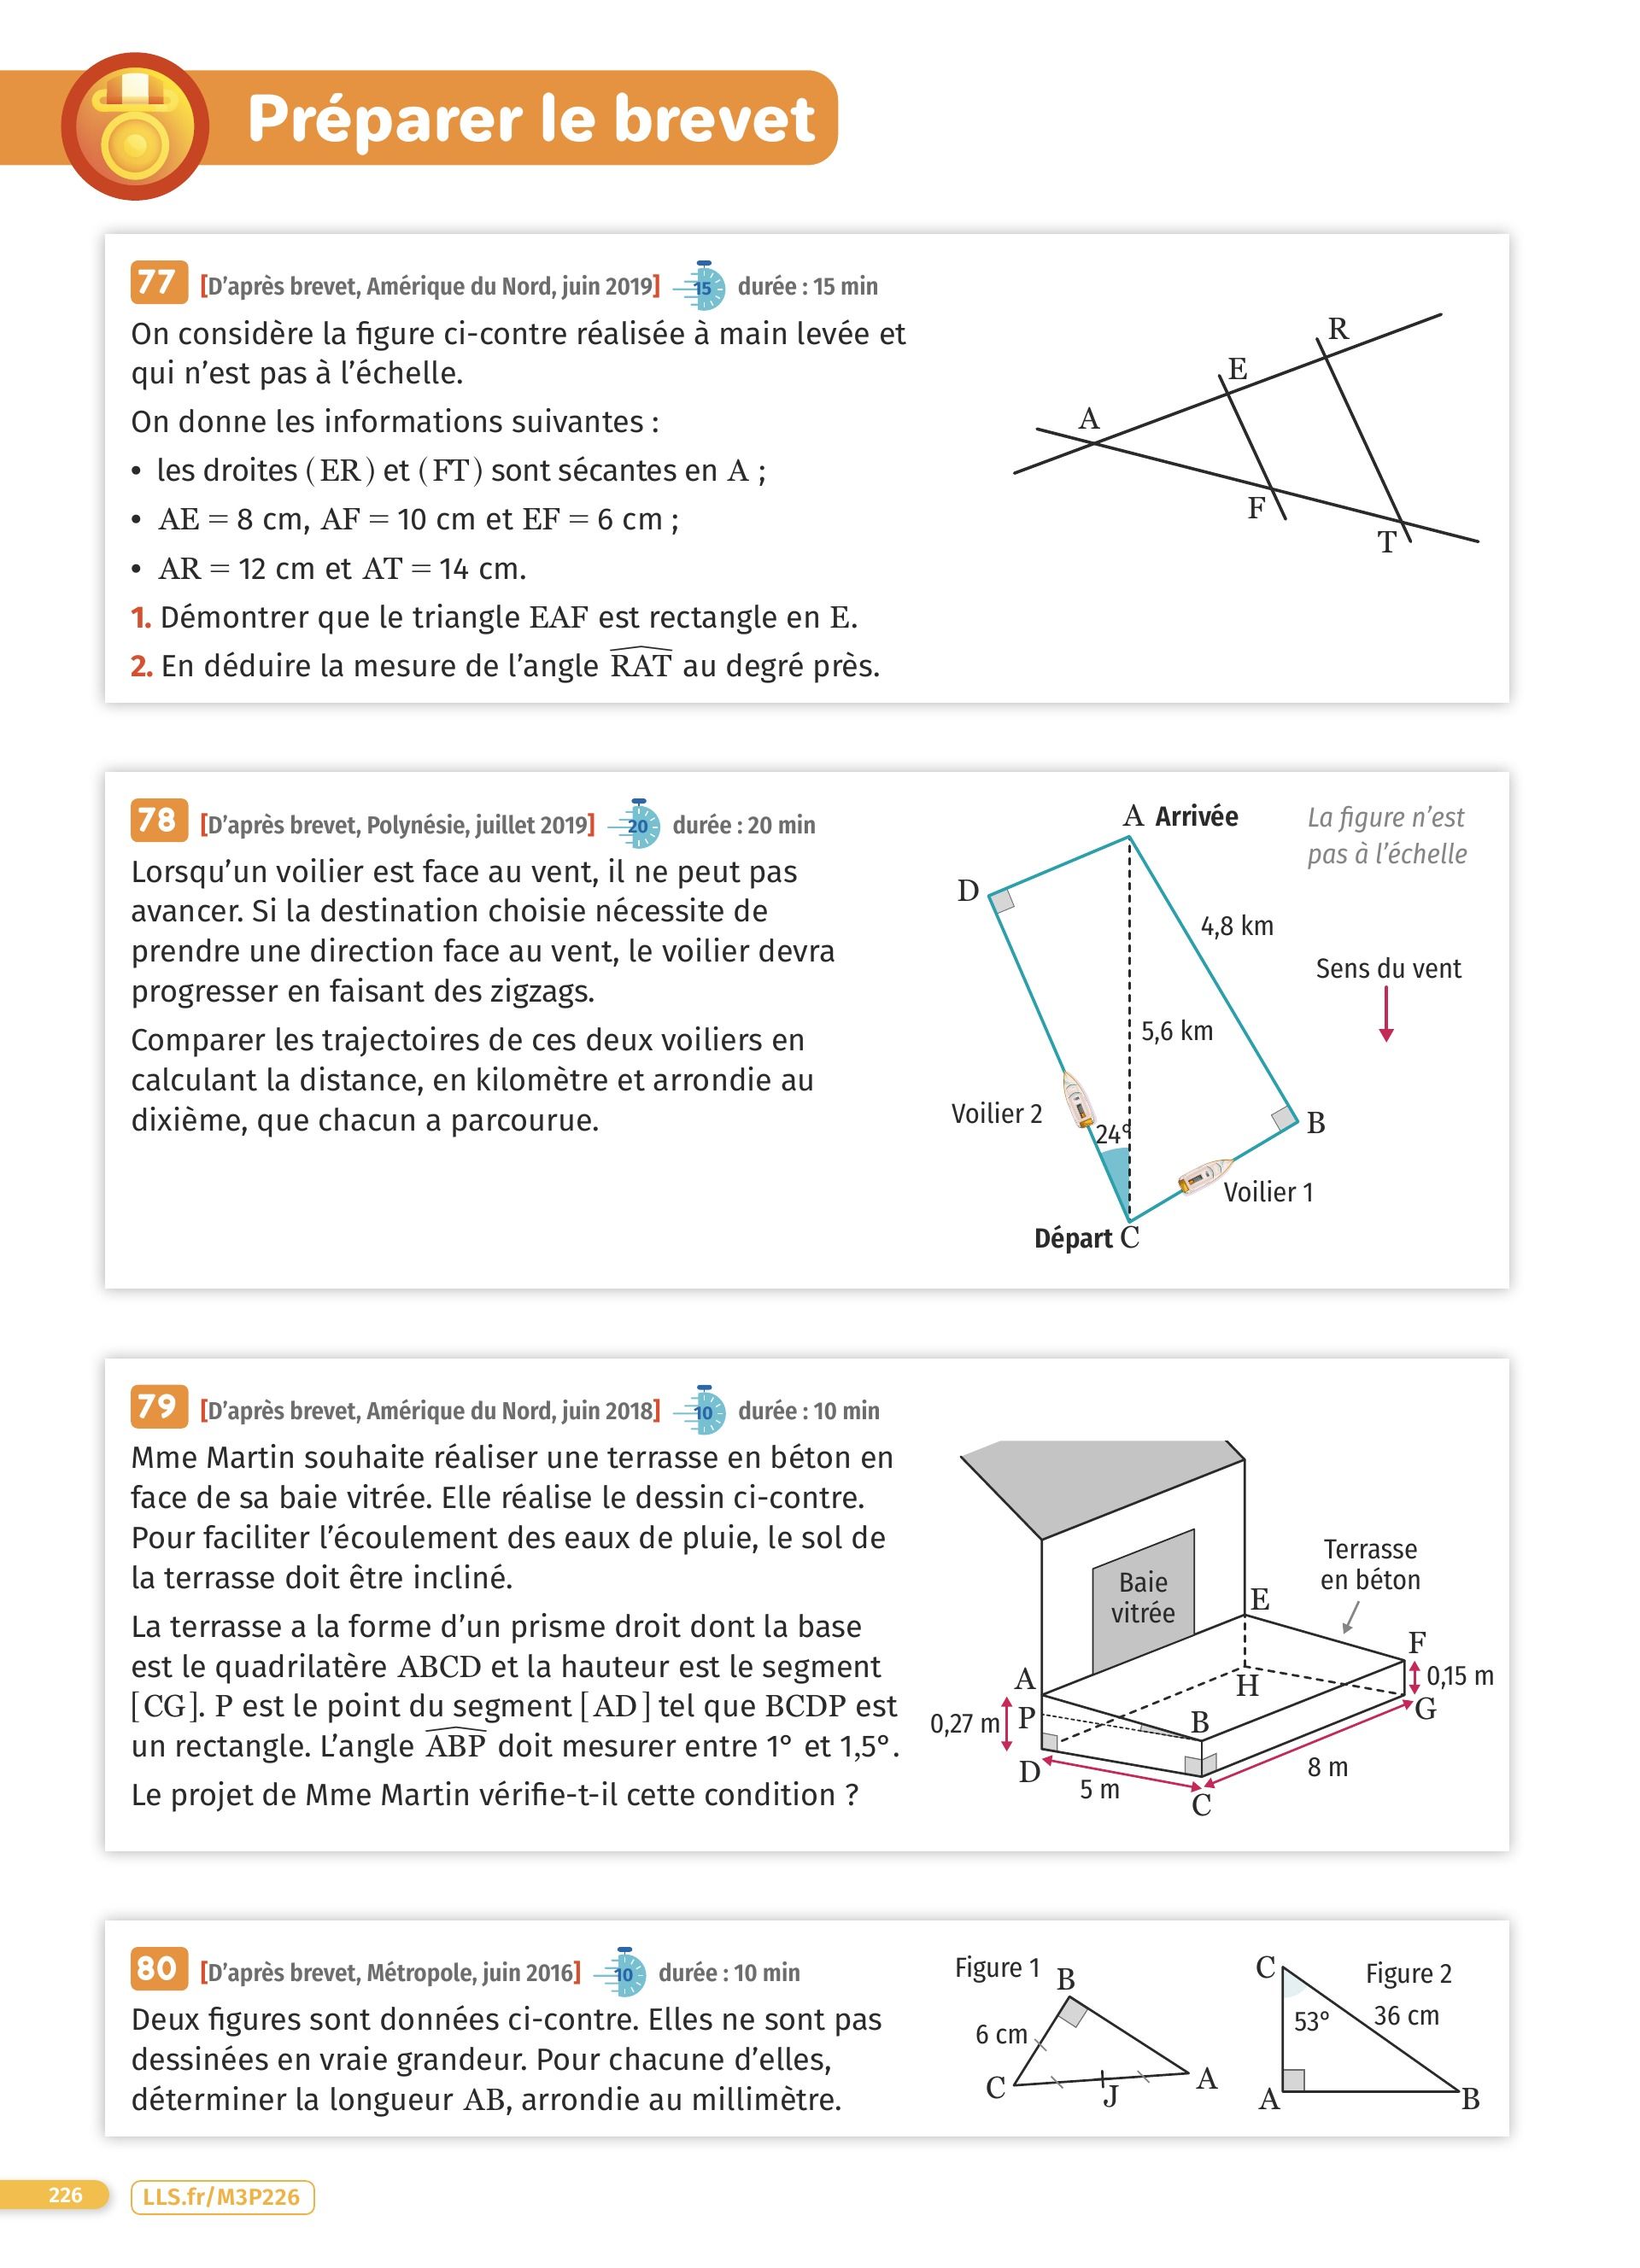 Préparer le brevet
77 [D'après brevet, Amérique du Nord, juin 2019] 15 durée : 15 min
On considère la figure ci-contre réalisée à main levée et
qui n'est pas à l'échelle.
On donne les informations suivantes :
• les droites (ER) et (FT) sont sécantes en A ;
• AE = 8 cm, AF = 10 cm et EF = 6 cm ;
• AR = 12 cm et AT = 14 cm.
1. Démontrer que le triangle EAF est rectangle en E.
2. En déduire la mesure de l'angle RAT au degré près.
R
E
A
F
T
78 [D'après brevet, Polynésie, juillet 2019] 20 durée : 20 min
Lorsqu'un voilier est face au vent, il ne peut pas
avancer. Si la destination choisie nécessite de
prendre une direction face au vent, le voilier devra
progresser en faisant des zigzags.
Comparer les trajectoires de ces deux voiliers en
calculant la distance, en kilomètre et arrondie au
dixième, que chacun a parcourue.
A Arrivée
La figure n'est
pas à l'échelle
D
4,8 km
Sens du vent
5,6 km
Voilier 2
24°
B
Voilier 1
Départ C
79 [D'après brevet, Amérique du Nord, juin 2018] 10 durée : 10 min
Mme Martin souhaite réaliser une terrasse en béton en
face de sa baie vitrée. Elle réalise le dessin ci-contre.
Pour faciliter l'écoulement des eaux de pluie, le sol de
la terrasse doit être incliné.
La terrasse a la forme d'un prisme droit dont la base
est le quadrilatère ABCD et la hauteur est le segment
[CG]. P est le point du segment [AD] tel que BCDP est
un rectangle. L'angle ABP doit mesurer entre 1° et 1,5°.
Le projet de Mme Martin vérifie-t-il cette condition ?
Terrasse
en béton
Baie
vitrée
E
F
A
0,15 m
H
G
0,27 m
P
B
D
8 m
5 m
C
80 [D'après brevet, Métropole, juin 2016] 10 durée : 10 min
Deux figures sont données ci-contre. Elles ne sont pas
dessinées en vraie grandeur. Pour chacune d'elles,
déterminer la longueur AB, arrondie au millimètre.
Figure 1
B
6 cm
C
J
A
C
Figure 2
53°
36 cm
A
B
226
LLS.fr/M3P226